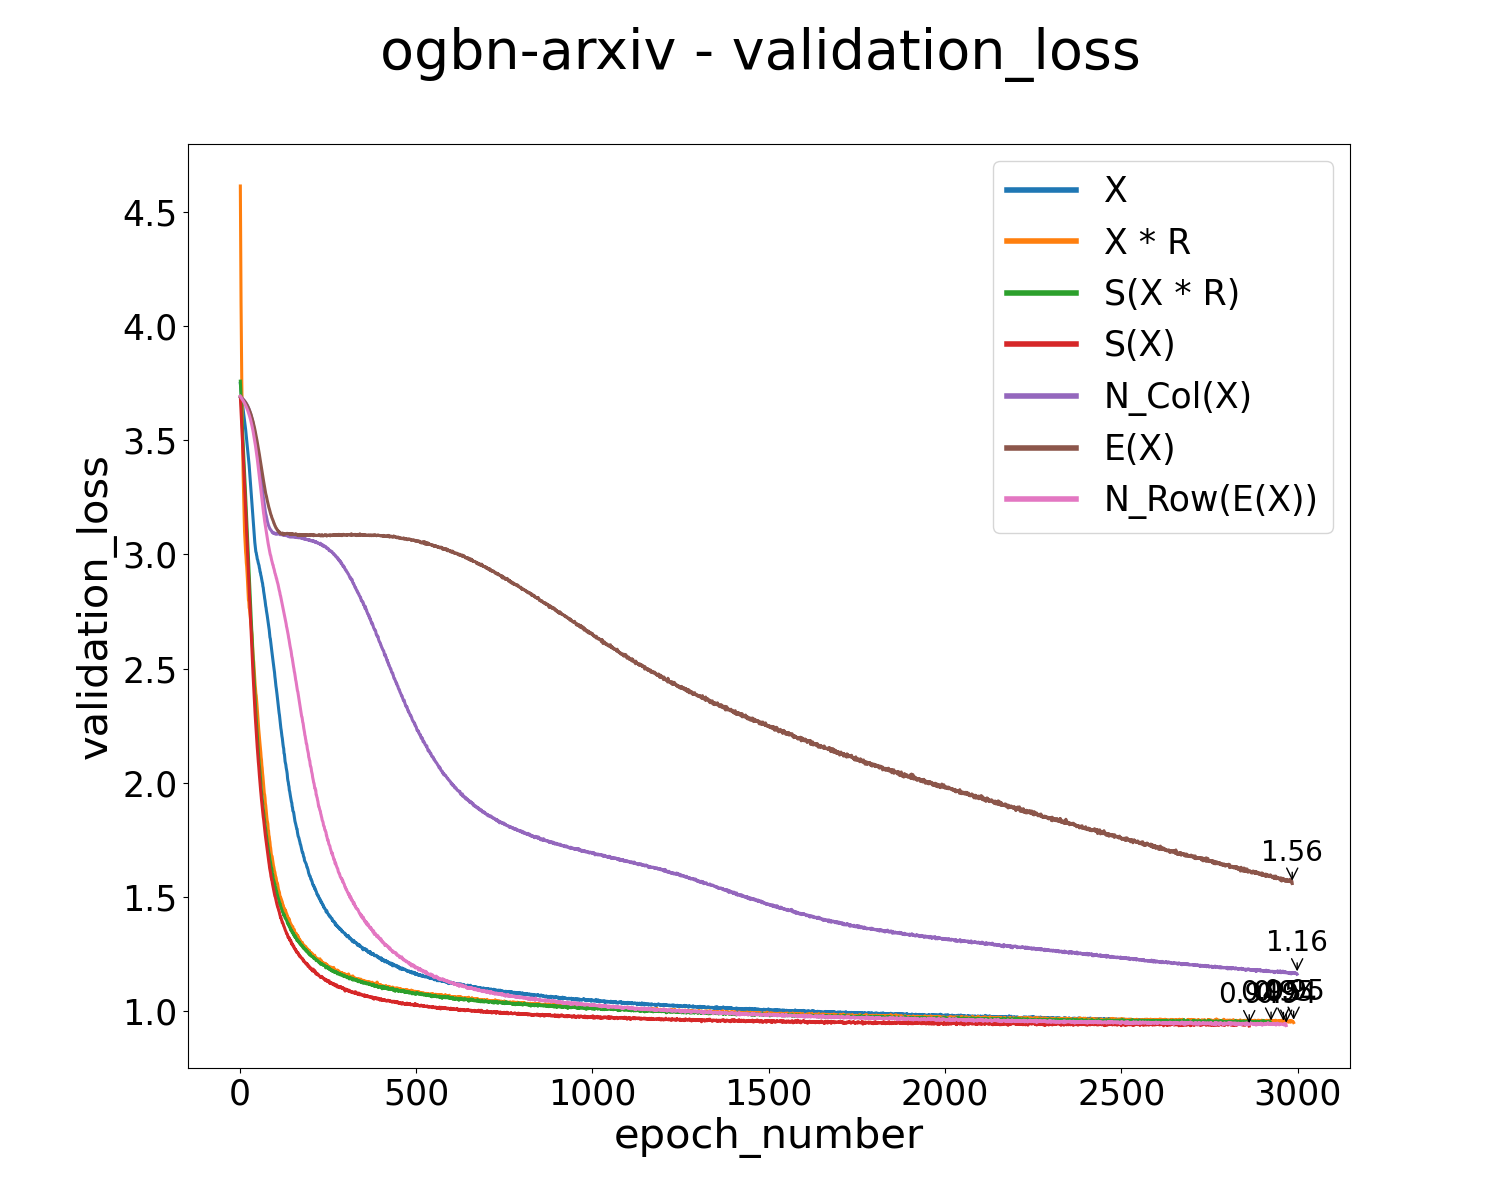 ogbn-arxiv - validation_loss
validation_loss
4.5
4.0
3.5
3.0
2.5
2.0
1.5
1.0
X
X * R
S(X * R)
S(X)
N_Col(X)
E(X)
N_Row(E(X))
1.56
1.16
0 500 1000 1500 2000 2500 3000
epoch_number